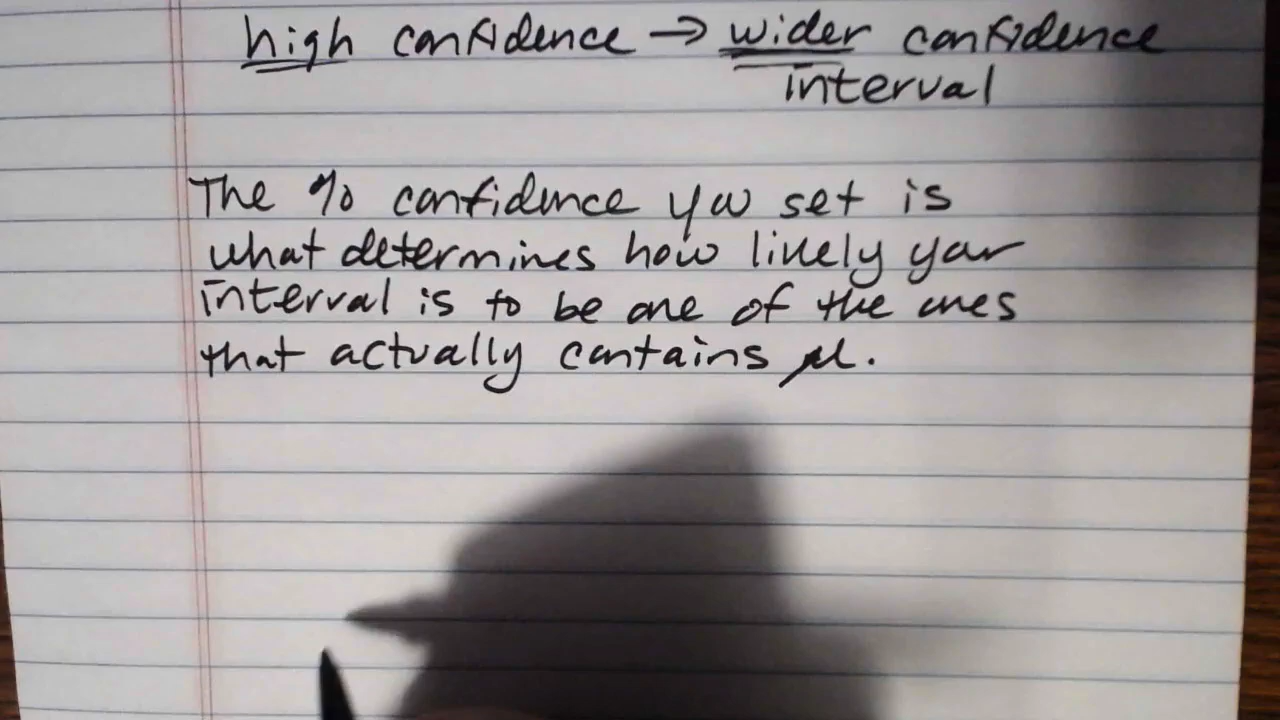 high confidence → wider confidence
interval
The % confidence you set is
what determines how likely your
interval is to be one of the ones
that actually contains μ.